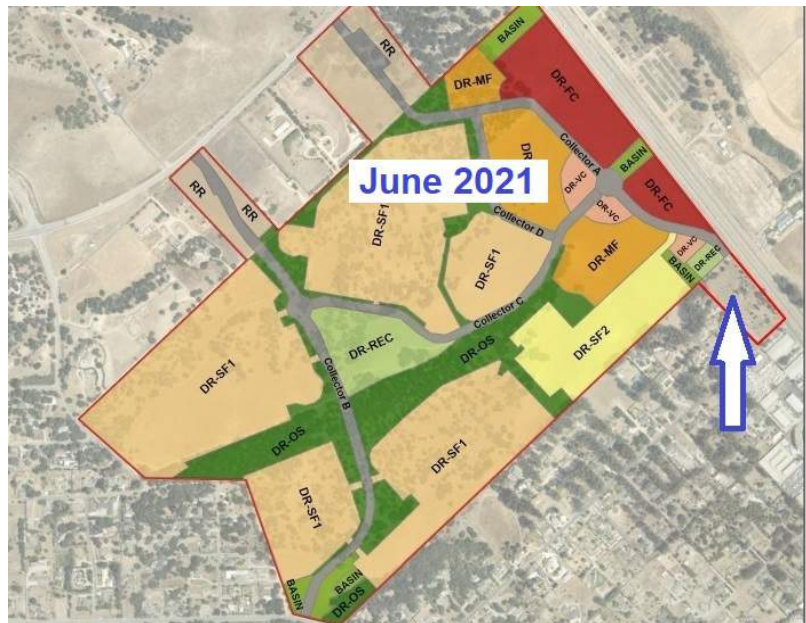 BASIN
RR
DR-MF
DR-FC
Collector A
BASIN
DR-VC
June 2021
RR
RR
DR-SF1
DR-FC
DR-VC
Collector D
DR-MF
DR-VC
DR-REC
BASIN
DR-SF1
Collector C
DR-REC
DR-OS
DR-SF2
DR-SF1
Collector B
DR-OS
DR-SF1
DR-SF1
BASIN
BASIN
DR-OS